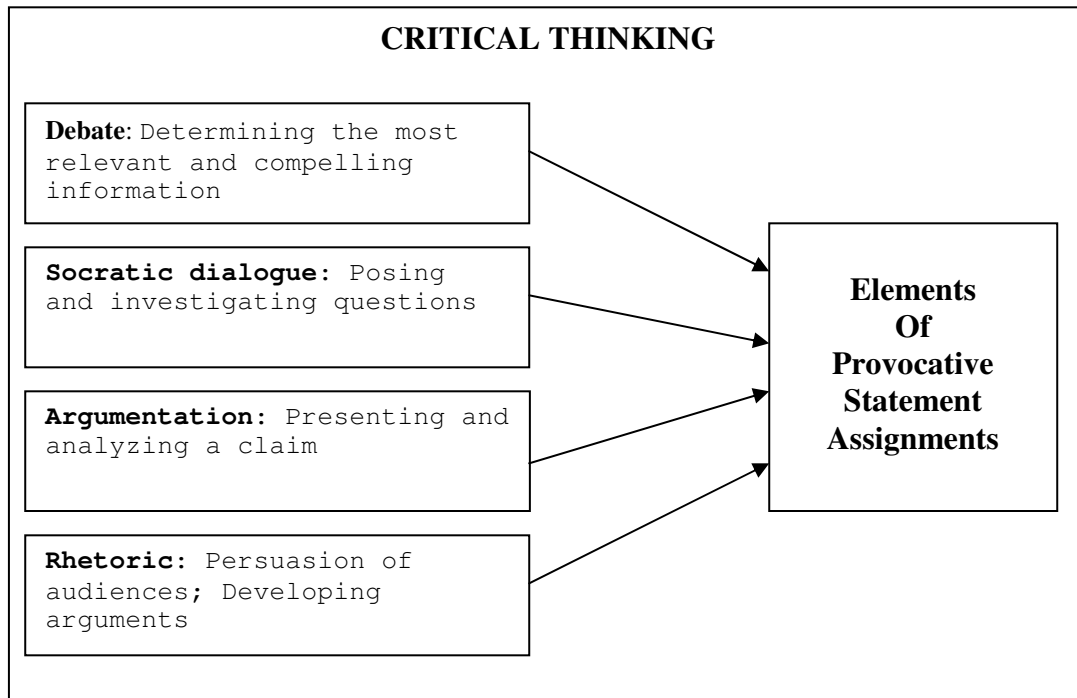 CRITICAL THINKING
Debate: Determining the most
relevant and compelling
information
Socratic dialogue: Posing
and investigating questions
Argumentation: Presenting and
analyzing a claim
Rhetoric: Persuasion of
audiences; Developing
arguments
Elements
Of
Provocative
Statement
Assignments